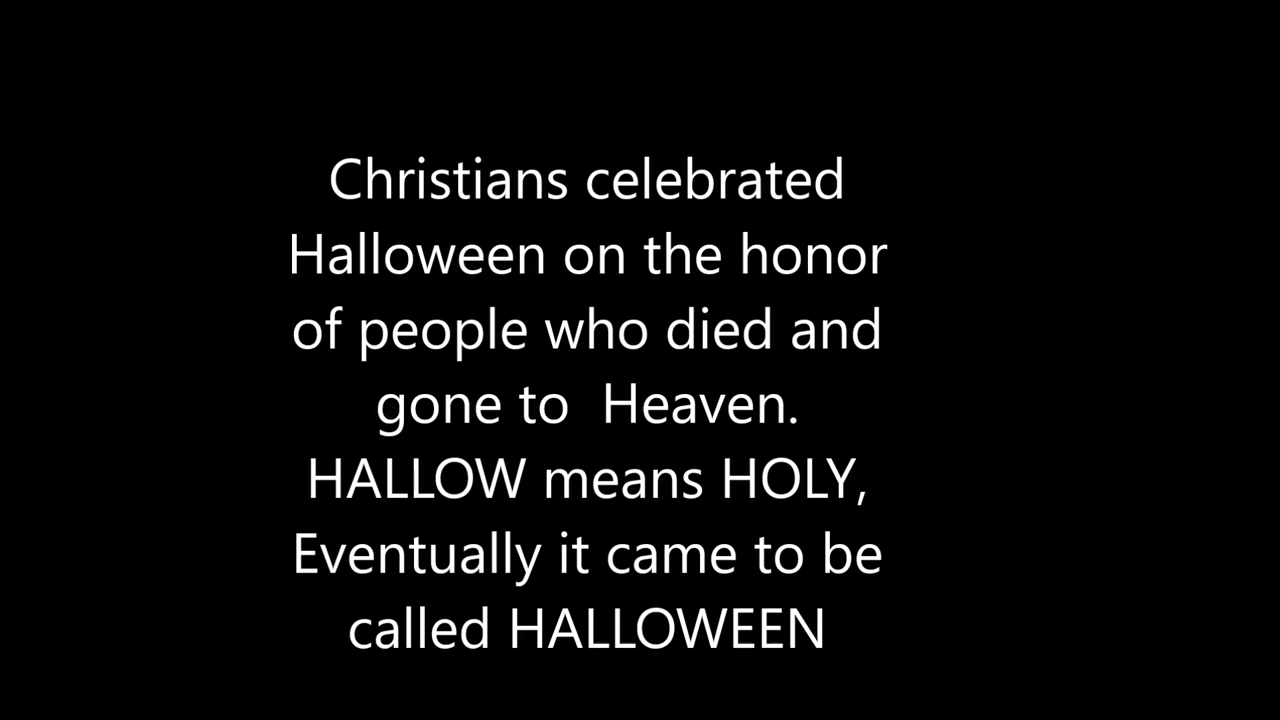 Christians celebrated
Halloween on the honor
of people who died and
gone to  Heaven.
HALLOW means HOLY,
Eventually it came to be
called HALLOWEEN